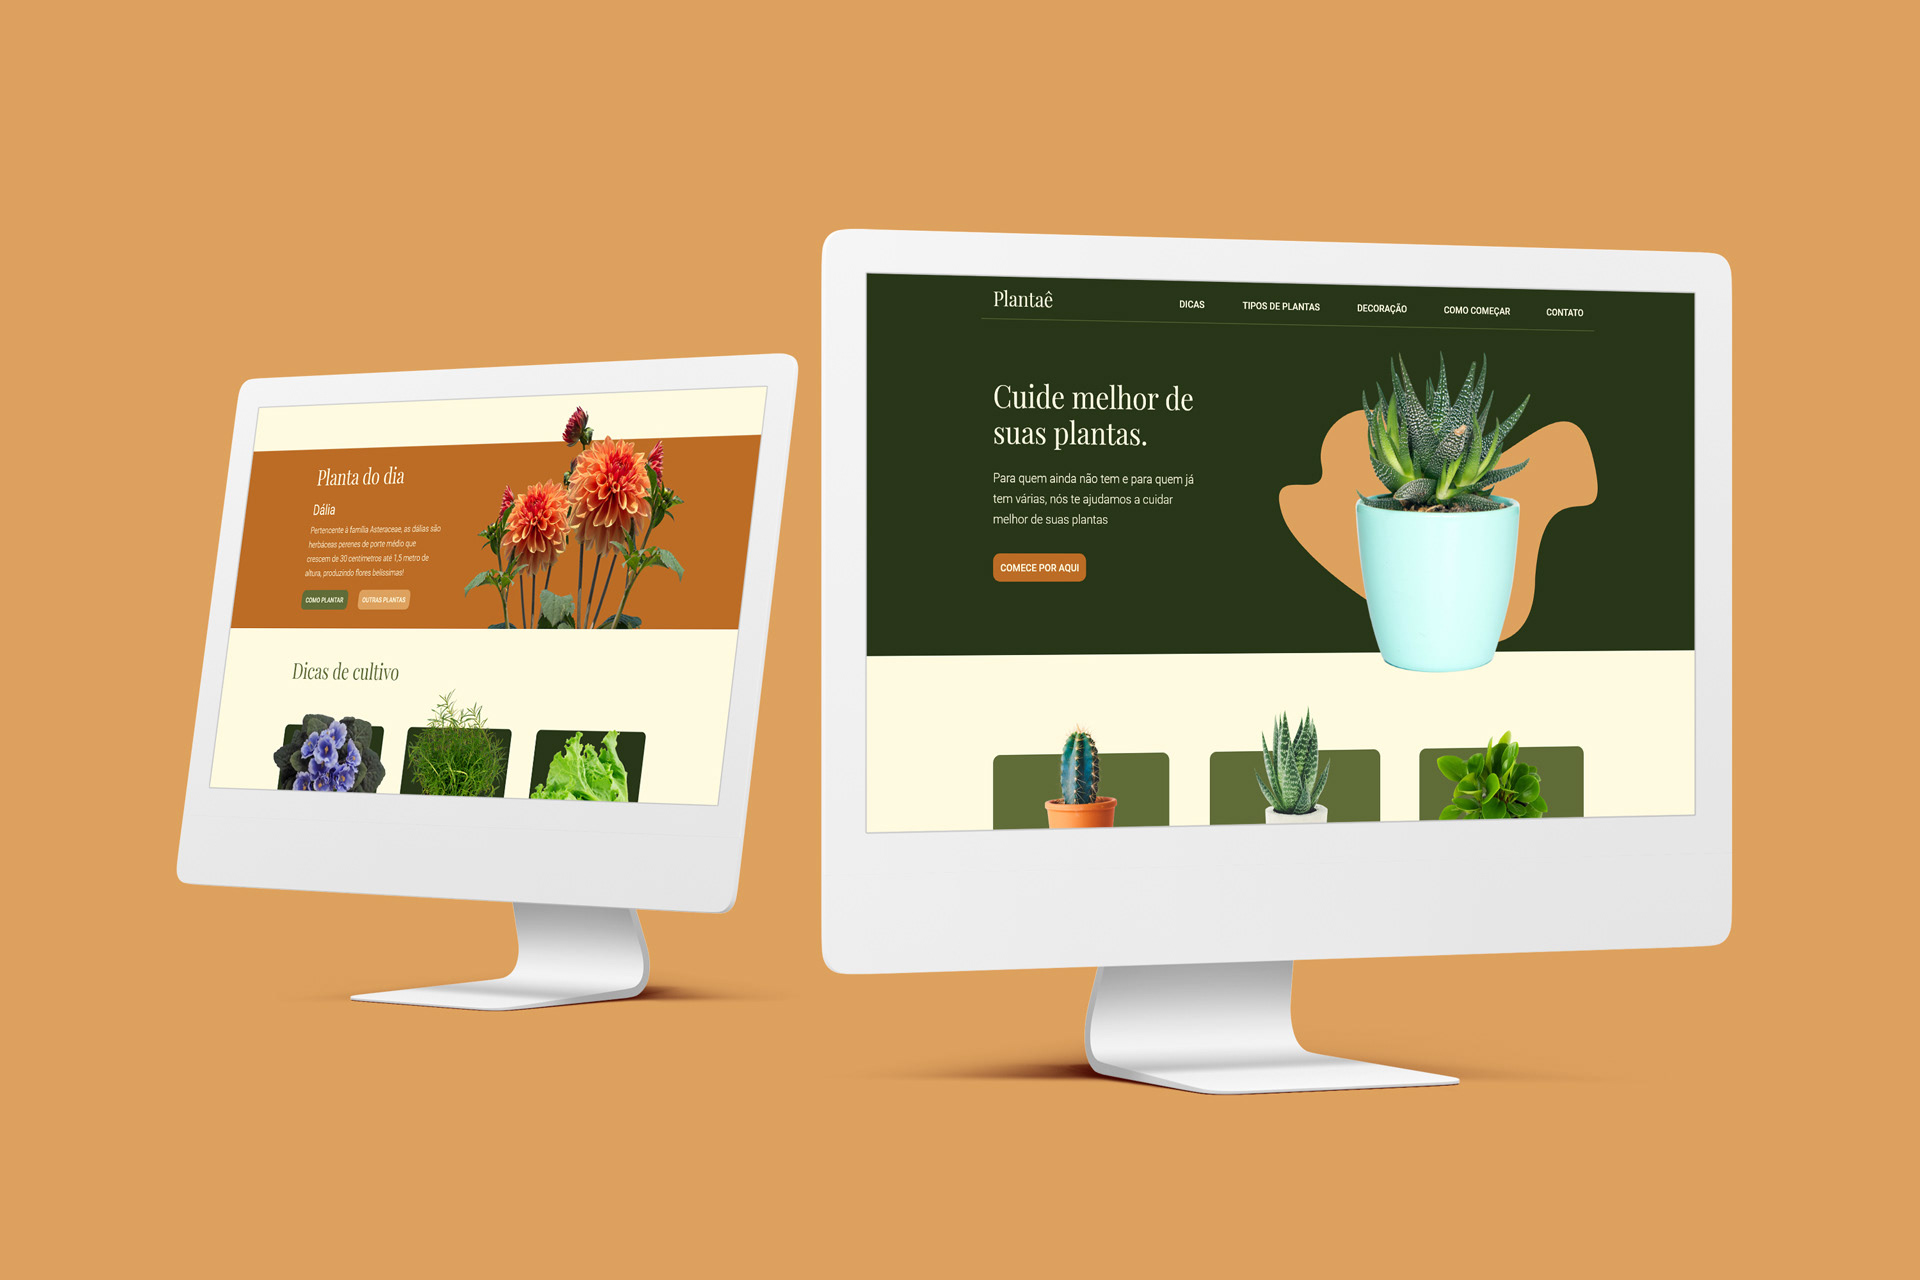 Planta do dia
Dália
Pertencente à família Asteraceae, as dálias são
herbáceas perenes de porte médio que
crescem de 30 centímetros até 1,5 metro de
altura, produzindo flores belíssimas!
COMO PLANTAR
OUTRAS PLANTAS
Dicas de cultivo
Plantaê
DICAS
TIPOS DE PLANTAS
DECORAÇÃO
COMO COMEÇAR
CONTATO
Cuide melhor de
suas plantas.
Para quem ainda não tem e para quem já
tem várias, nós te ajudamos a cuidar
melhor de suas plantas
COMECE POR AQUI